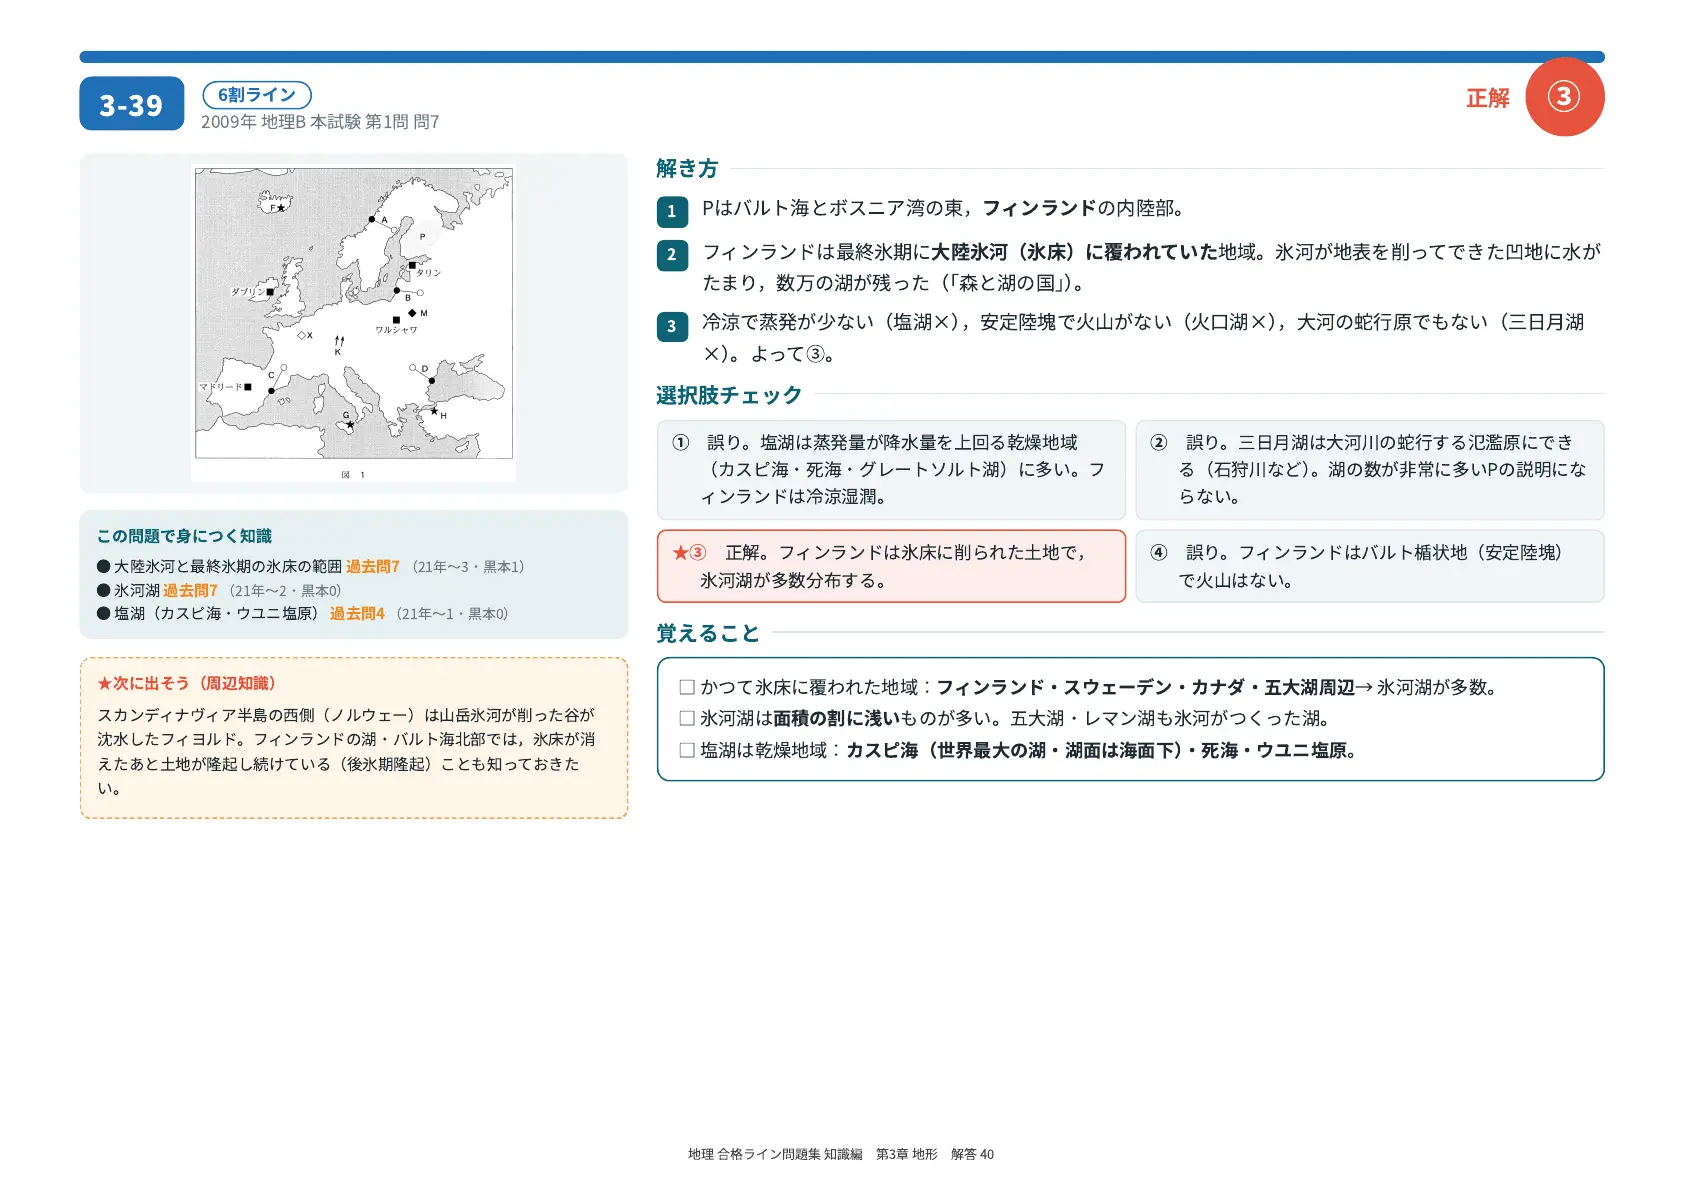 3-39
6割ライン
2009年 地理B 本試験 第1問 問7
正解 ③
F★
A
P
タリン
ダブリン
B
M
ワルシャワ
X
K
C
D
マドリード
G
H
図 1
この問題で身につく知識
●大陸氷河と最終氷期の氷床の範囲 過去問7 （21年～3・黒本1）
●氷河湖 過去問7 （21年～2・黒本0）
●塩湖（カスピ海・ウユニ塩原） 過去問4 （21年～1・黒本0）
★次に出そう（周辺知識）
スカンディナヴィア半島の西側（ノルウェー）は山岳氷河が削った谷が
沈水したフィヨルド。フィンランドの湖・バルト海北部では，氷床が消
えたあと土地が隆起し続けている（後氷期隆起）ことも知っておきた
い。
解き方
1 Pはバルト海とボスニア湾の東，フィンランドの内陸部。
2 フィンランドは最終氷期に大陸氷河（氷床）に覆われていた地域。氷河が地表を削ってできた凹地に水が
たまり，数万の湖が残った（「森と湖の国」）。
3 冷涼で蒸発が少ない（塩湖×），安定陸塊で火山がない（火口湖×），大河の蛇行原でもない（三日月湖
×）。よって③。
選択肢チェック
① 誤り。塩湖は蒸発量が降水量を上回る乾燥地域
（カスピ海・死海・グレートソルト湖）に多い。フ
ィンランドは冷涼湿潤。
② 誤り。三日月湖は大河川の蛇行する氾濫原にでき
る（石狩川など）。湖の数が非常に多いPの説明にな
らない。
★③ 正解。フィンランドは氷床に削られた土地で，
氷河湖が多数分布する。
④ 誤り。フィンランドはバルト楯状地（安定陸塊）
で火山はない。
覚えること
□ かつて氷床に覆われた地域：フィンランド・スウェーデン・カナダ・五大湖周辺→ 氷河湖が多数。
□ 氷河湖は面積の割に浅いものが多い。五大湖・レマン湖も氷河がつくった湖。
□ 塩湖は乾燥地域：カスピ海（世界最大の湖・湖面は海面下）・死海・ウユニ塩原。
地理 合格ライン問題集 知識編　第3章 地形　解答 40